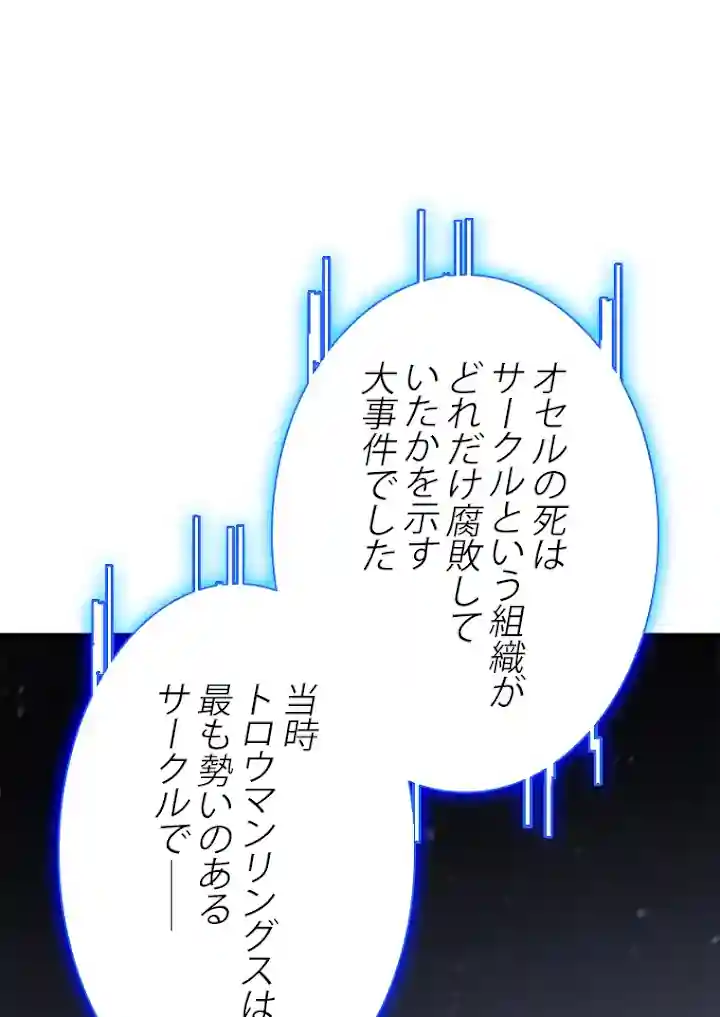 オセルの死は
サークルという組織が
どれだけ腐敗して
いたかを示す
大事件でした
当時
トロウマンリングスは
最も勢いのある
サークルで――